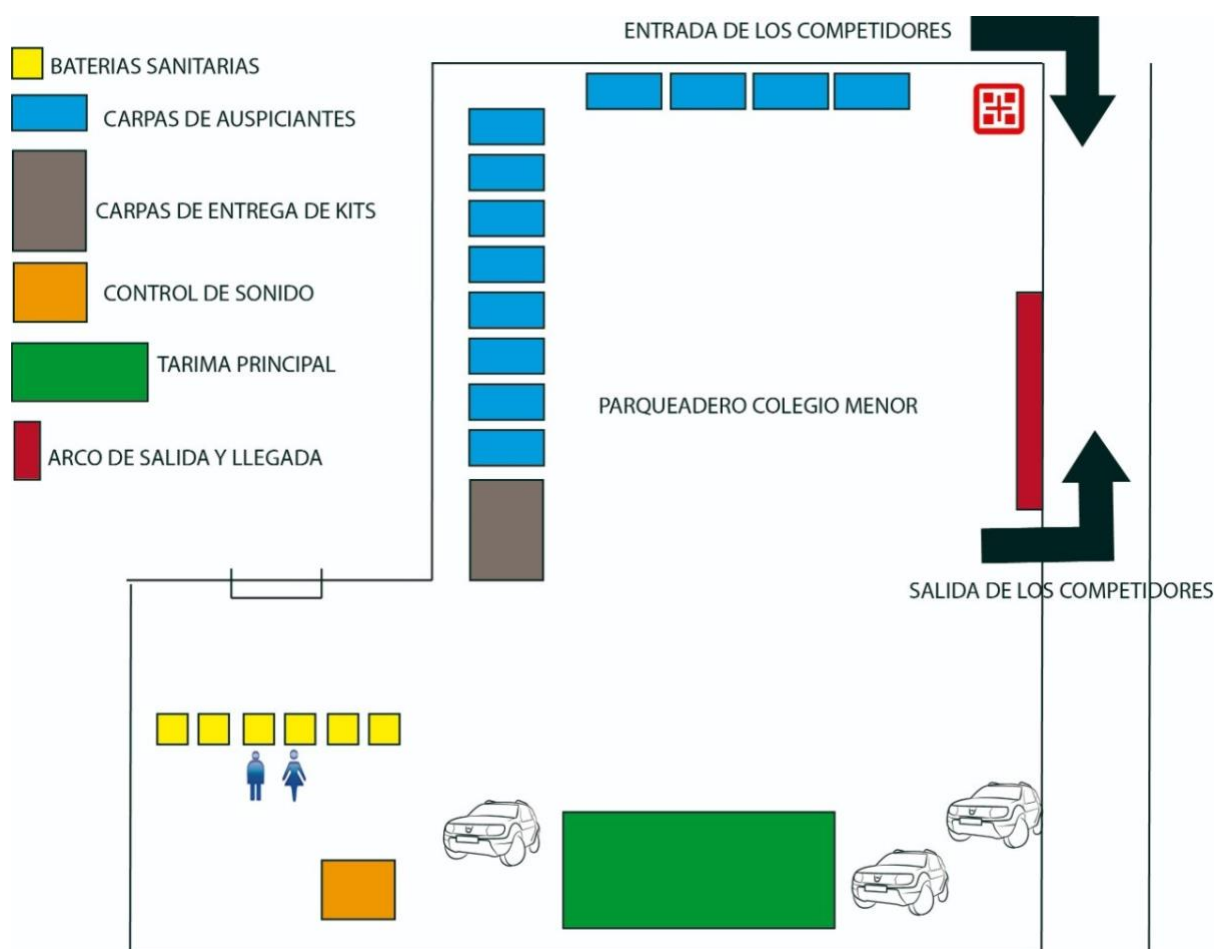 ENTRADA DE LOS COMPETIDORES
BATERIAS SANITARIAS
CARPAS DE AUSPICIANTES
CARPAS DE ENTREGA DE KITS
CONTROL DE SONIDO
TARIMA PRINCIPAL
ARCO DE SALIDA Y LLEGADA
PARQUEADERO COLEGIO MENOR
SALIDA DE LOS COMPETIDORES